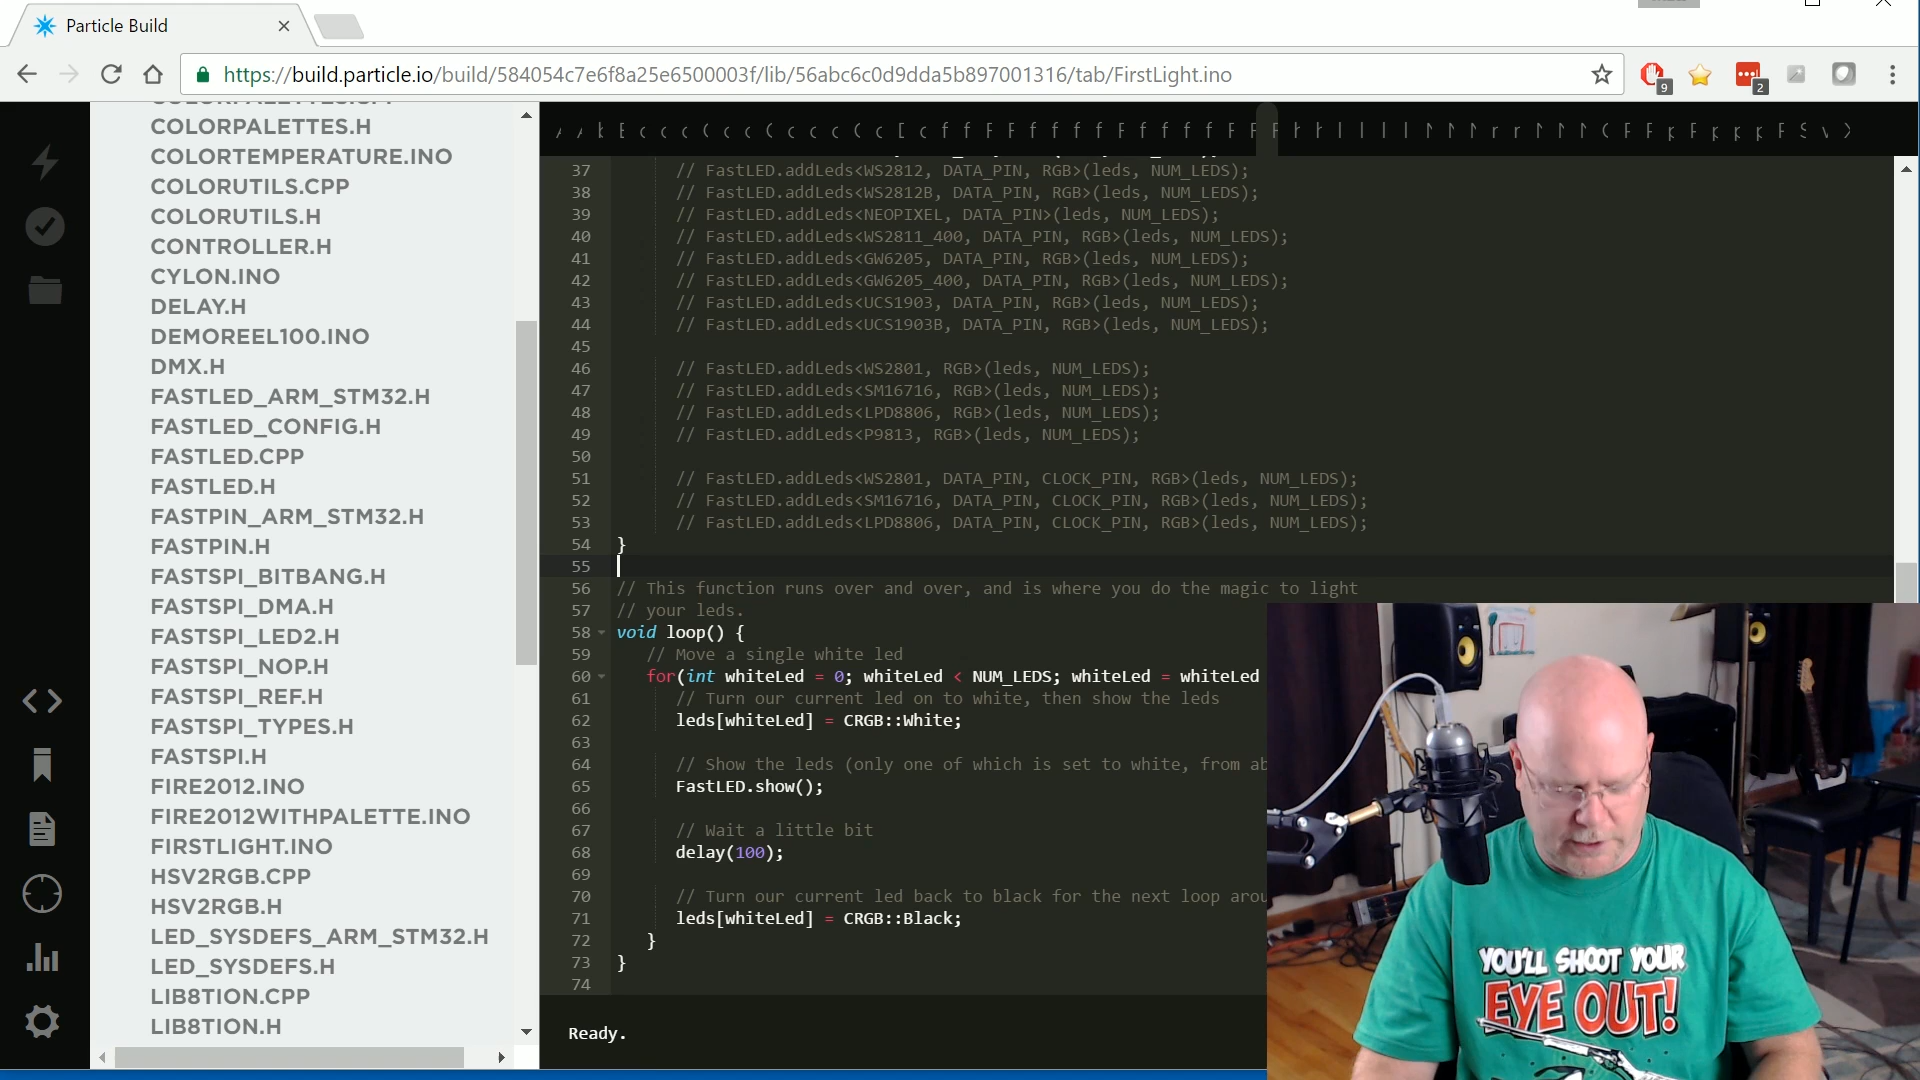 Particle Build
https://build.particle.io/build/584054c7e6f8a25e6500003f/lib/56abc6c0d9dda5b897001316/tab/FirstLight.ino
9
2
COLORPALETTES.H
COLORTEMPERATURE.INO
COLORUTILS.CPP
COLORUTILS.H
CONTROLLER.H
CYLON.INO
DELAY.H
DEMOREEL100.INO
DMX.H
FASTLED_ARM_STM32.H
FASTLED_CONFIG.H
FASTLED.CPP
FASTLED.H
FASTPIN_ARM_STM32.H
FASTPIN.H
FASTSPI_BITBANG.H
FASTSPI_DMA.H
FASTSPI_LED2.H
FASTSPI_NOP.H
FASTSPI_REF.H
FASTSPI_TYPES.H
FASTSPI.H
FIRE2012.INO
FIRE2012WITHPALETTE.INO
FIRSTLIGHT.INO
HSV2RGB.CPP
HSV2RGB.H
LED_SYSDEFS_ARM_STM32.H
LED_SYSDEFS.H
LIB8TION.CPP
LIB8TION.H
37 // FastLED.addLeds<WS2812, DATA_PIN, RGB>(leds, NUM_LEDS);
38 // FastLED.addLeds<WS2812B, DATA_PIN, RGB>(leds, NUM_LEDS);
39 // FastLED.addLeds<NEOPIXEL, DATA_PIN>(leds, NUM_LEDS);
40 // FastLED.addLeds<WS2811_400, DATA_PIN, RGB>(leds, NUM_LEDS);
41 // FastLED.addLeds<GW6205, DATA_PIN, RGB>(leds, NUM_LEDS);
42 // FastLED.addLeds<GW6205_400, DATA_PIN, RGB>(leds, NUM_LEDS);
43 // FastLED.addLeds<UCS1903, DATA_PIN, RGB>(leds, NUM_LEDS);
44 // FastLED.addLeds<UCS1903B, DATA_PIN, RGB>(leds, NUM_LEDS);
45
46 // FastLED.addLeds<WS2801, RGB>(leds, NUM_LEDS);
47 // FastLED.addLeds<SM16716, RGB>(leds, NUM_LEDS);
48 // FastLED.addLeds<LPD8806, RGB>(leds, NUM_LEDS);
49 // FastLED.addLeds<P9813, RGB>(leds, NUM_LEDS);
50
51 // FastLED.addLeds<WS2801, DATA_PIN, CLOCK_PIN, RGB>(leds, NUM_LEDS);
52 // FastLED.addLeds<SM16716, DATA_PIN, CLOCK_PIN, RGB>(leds, NUM_LEDS);
53 // FastLED.addLeds<LPD8806, DATA_PIN, CLOCK_PIN, RGB>(leds, NUM_LEDS);
54 }
55
56 // This function runs over and over, and is where you do the magic to light
57 // your leds.
58 void loop() {
59 // Move a single white led
60 for(int whiteLed = 0; whiteLed < NUM_LEDS; whiteLed = whiteLed
61 // Turn our current led on to white, then show the leds
62 leds[whiteLed] = CRGB::White;
63
64 // Show the leds (only one of which is set to white, from ab
65 FastLED.show();
66
67 // Wait a little bit
68 delay(100);
69
70 // Turn our current led back to black for the next loop arou
71 leds[whiteLed] = CRGB::Black;
72 }
73 }
74
Ready.
YOU'LL SHOOT YOUR
EYE OUT!